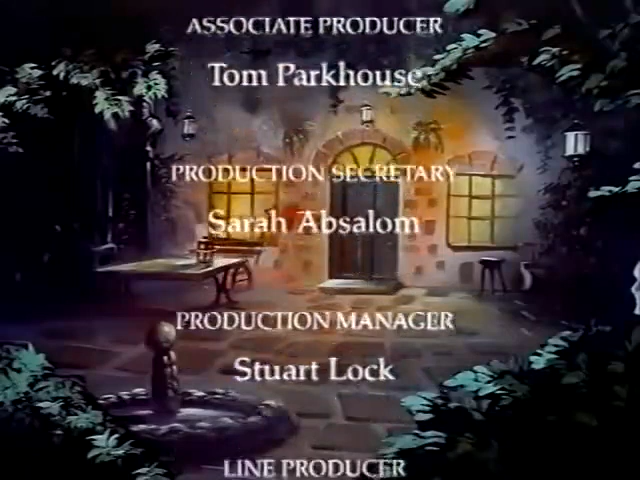 ASSOCIATE PRODUCER
Tom Parkhouse
PRODUCTION SECRETARY
Sarah Absalom
PRODUCTION MANAGER
Stuart Lock
LINE PRODUCER